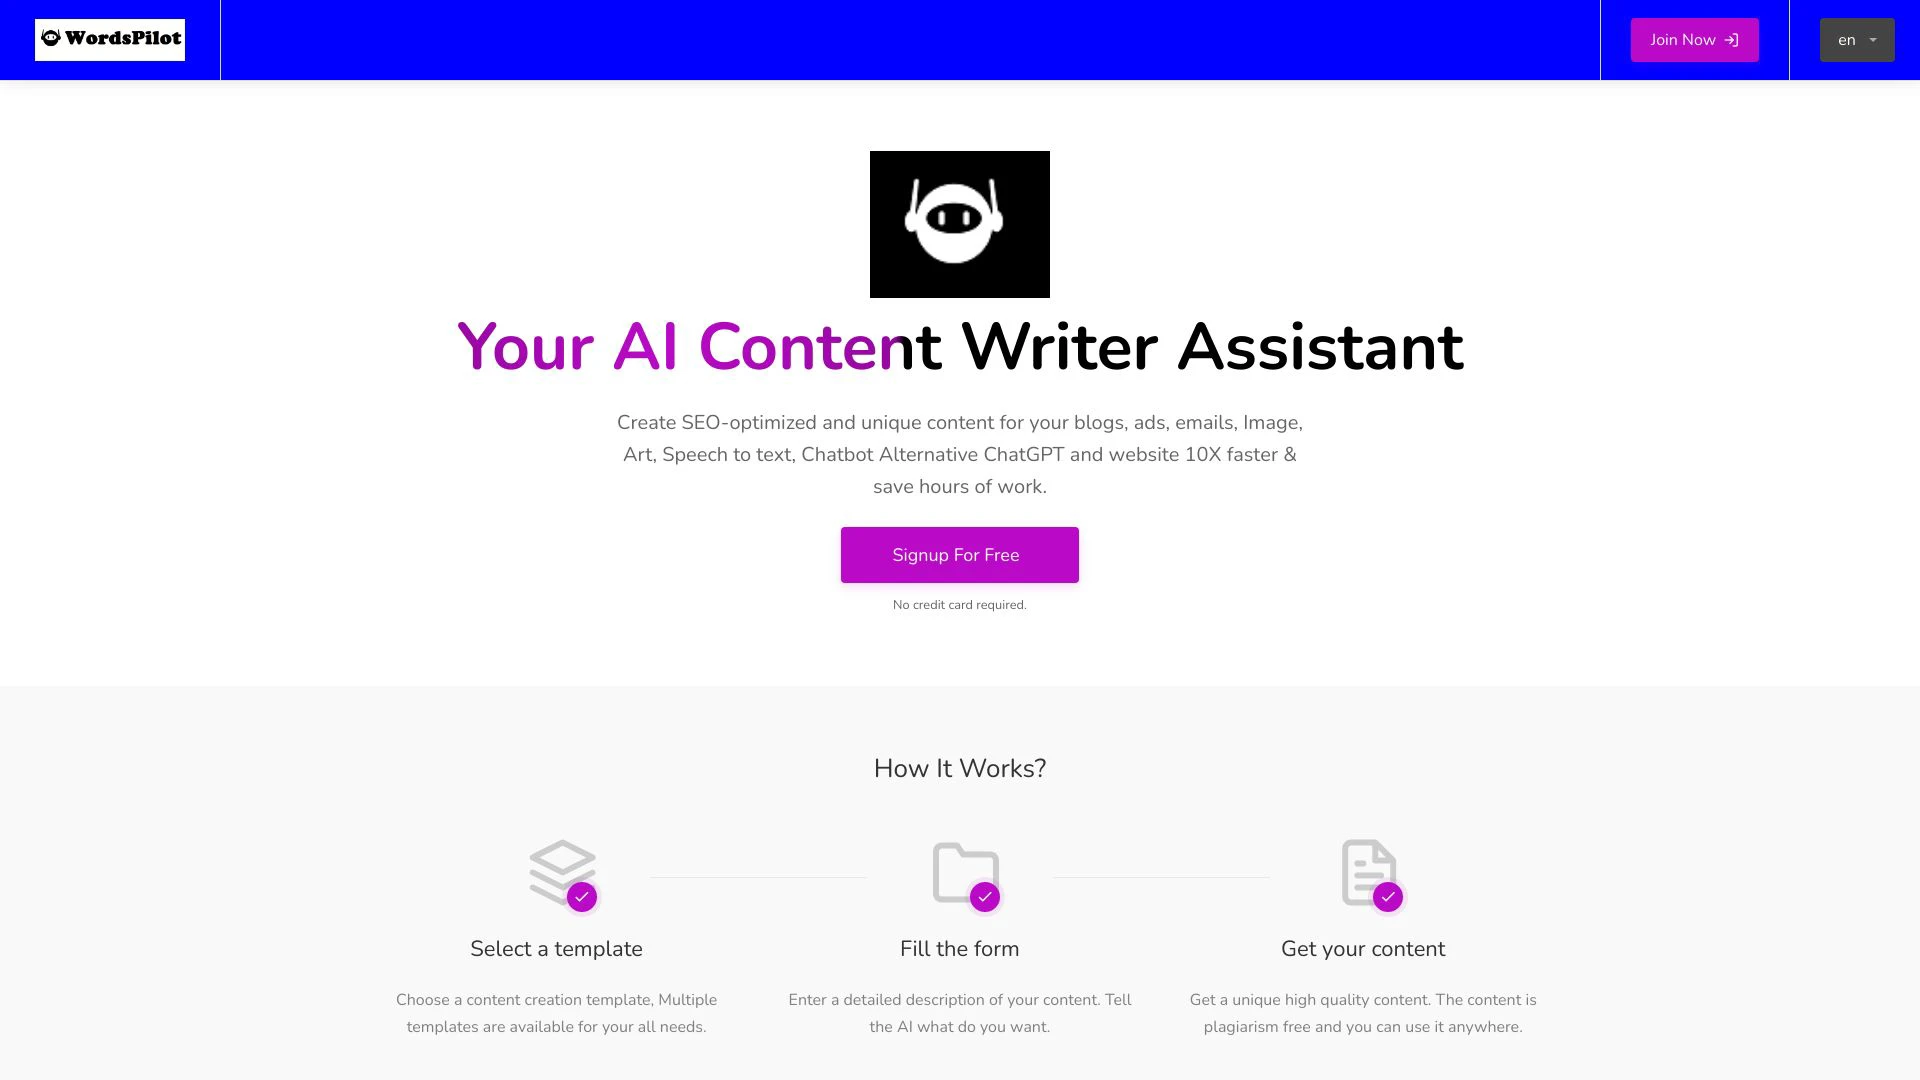 WordsPilot
Join Now
en
Your AI Content Writer Assistant
Create SEO-optimized and unique content for your blogs, ads, emails, Image,
Art, Speech to text, Chatbot Alternative ChatGPT and website 10X faster &
save hours of work.
Signup For Free
No credit card required.
How It Works?
Select a template
Choose a content creation template, Multiple
templates are available for your all needs.
Fill the form
Enter a detailed description of your content. Tell
the AI what do you want.
Get your content
Get a unique high quality content. The content is
plagiarism free and you can use it anywhere.